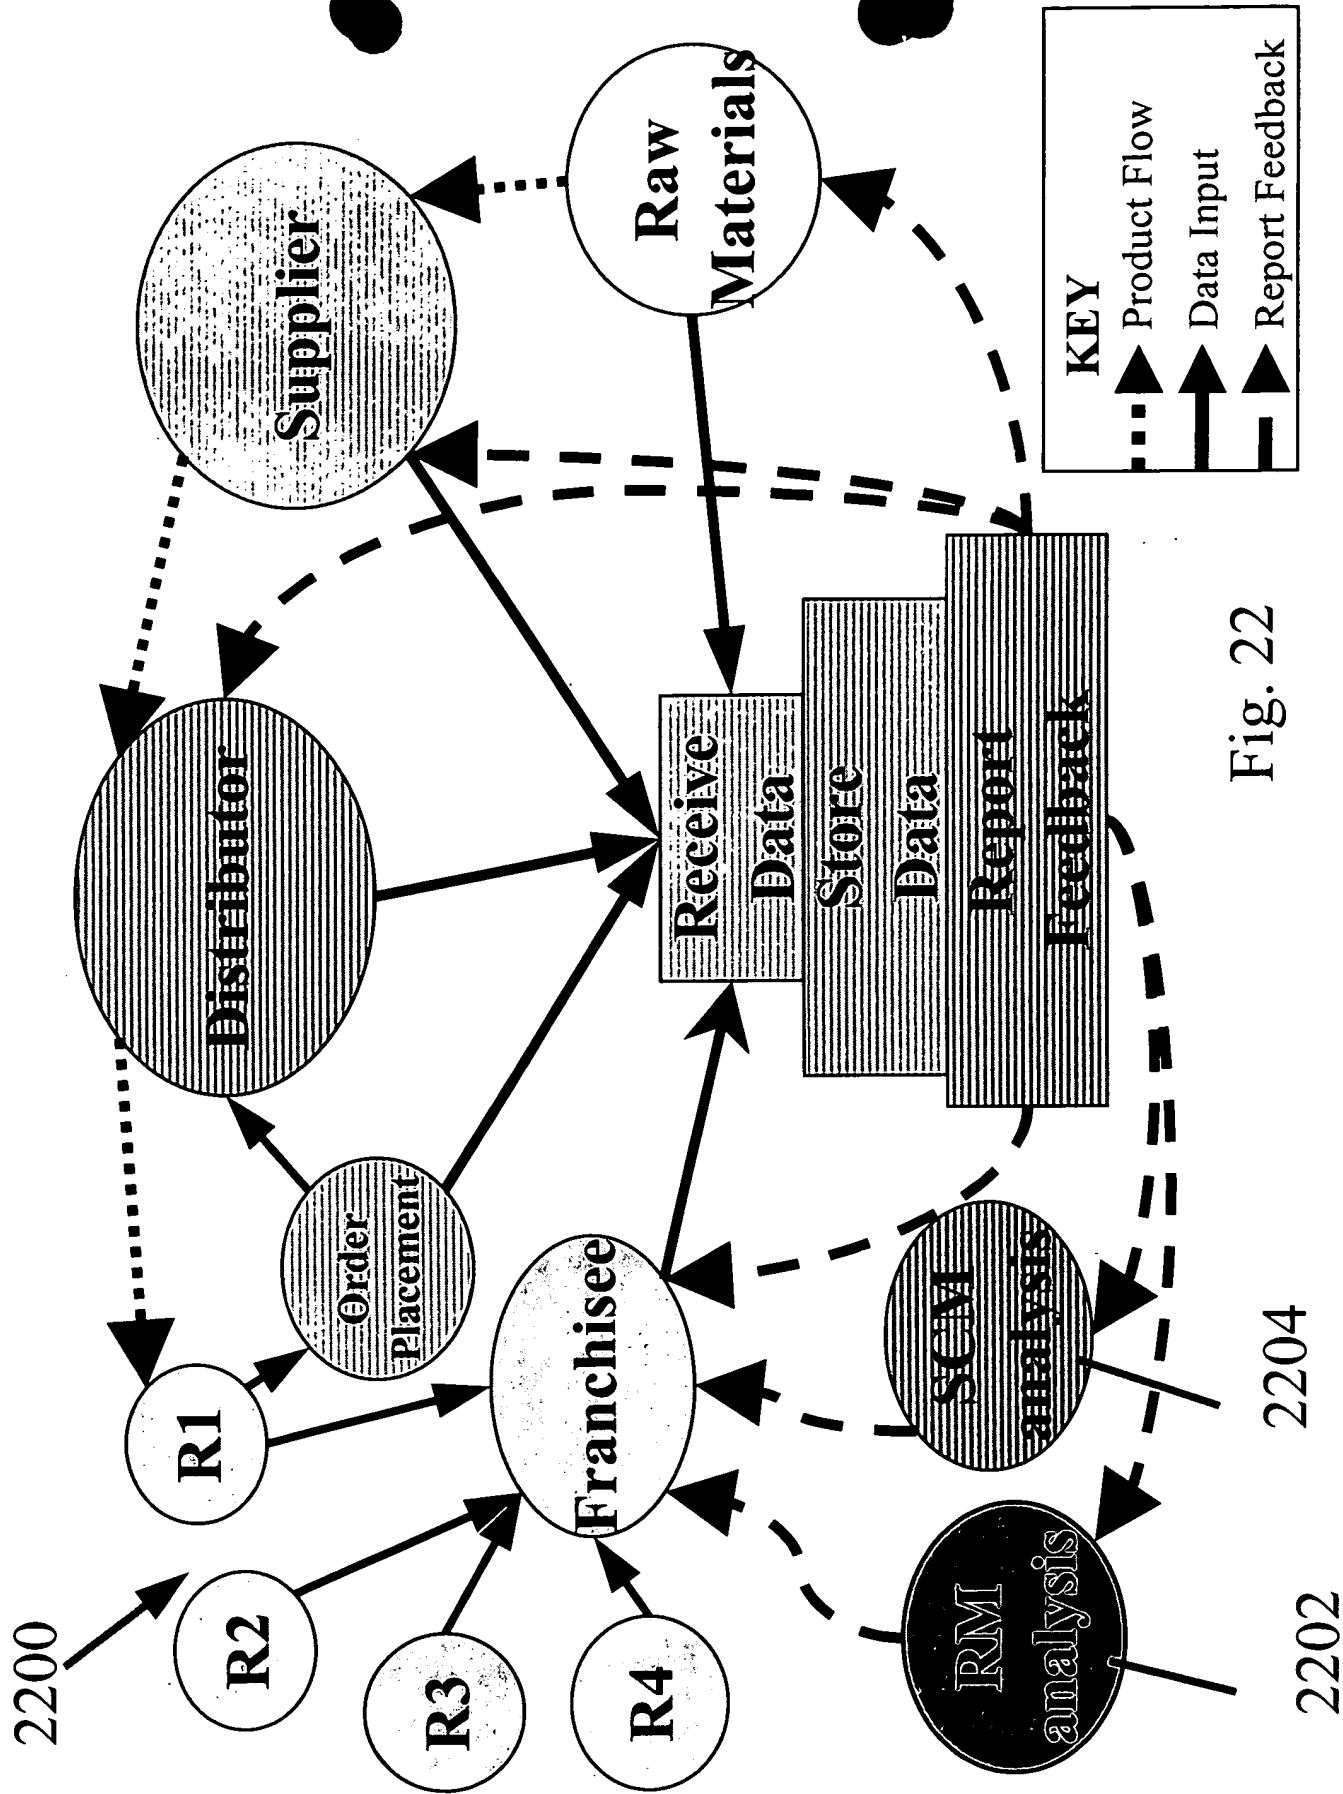 2200
R1
R2
R3
R4
Order
Placement
Distributor
Supplier
Franchisee
Raw
Materials
Receive
Data
Store
Data
Report
Feedback
RM
analysis
SCM
analysis
2202
2204
Fig. 22
KEY
Product Flow
Data Input
Report Feedback